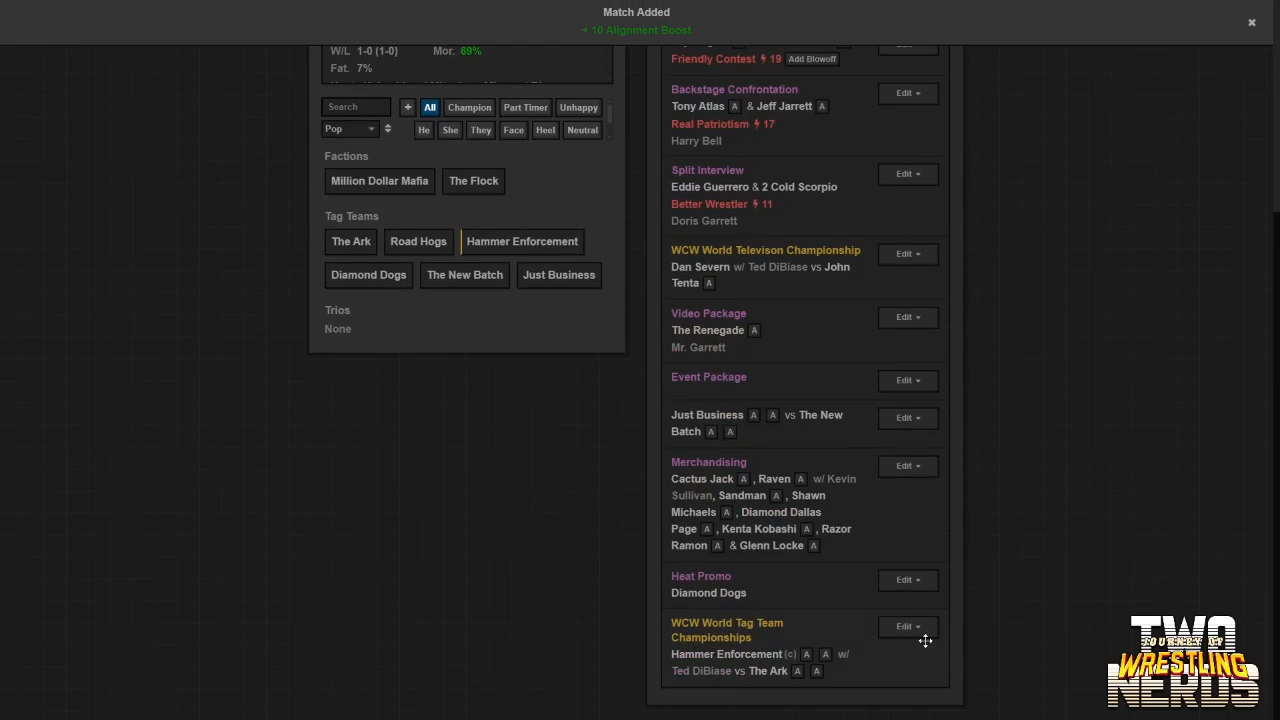 Match Added
+ 10 Alignment Boost
W/L 1-0 (1-0) Mor. 69%
Fat. 7%
Search + All Champion Part Timer Unhappy
Pop He She They Face Heel Neutral
Factions
Million Dollar Mafia The Flock
Tag Teams
The Ark Road Hogs Hammer Enforcement
Diamond Dogs The New Batch Just Business
Trios
None
Friendly Contest 19 Add Blowoff
Backstage Confrontation Edit
Tony Atlas A & Jeff Jarrett A
Real Patriotism 17
Harry Bell
Split Interview Edit
Eddie Guerrero & 2 Cold Scorpio
Better Wrestler 11
Doris Garrett
WCW World Televison Championship Edit
Dan Severn w/ Ted DiBiase vs John
Tenta A
Video Package Edit
The Renegade A
Mr. Garrett
Event Package Edit
Just Business A A vs The New Edit
Batch A A
Merchandising Edit
Cactus Jack A , Raven A w/ Kevin
Sullivan, Sandman A , Shawn
Michaels A , Diamond Dallas
Page A , Kenta Kobashi A , Razor
Ramon A & Glenn Locke A
Heat Promo Edit
Diamond Dogs
WCW World Tag Team Edit
Championships
Hammer Enforcement (c) A A w/
Ted DiBiase vs The Ark A A
TWO
JOURNEY OF
WRESTLING
NERDS